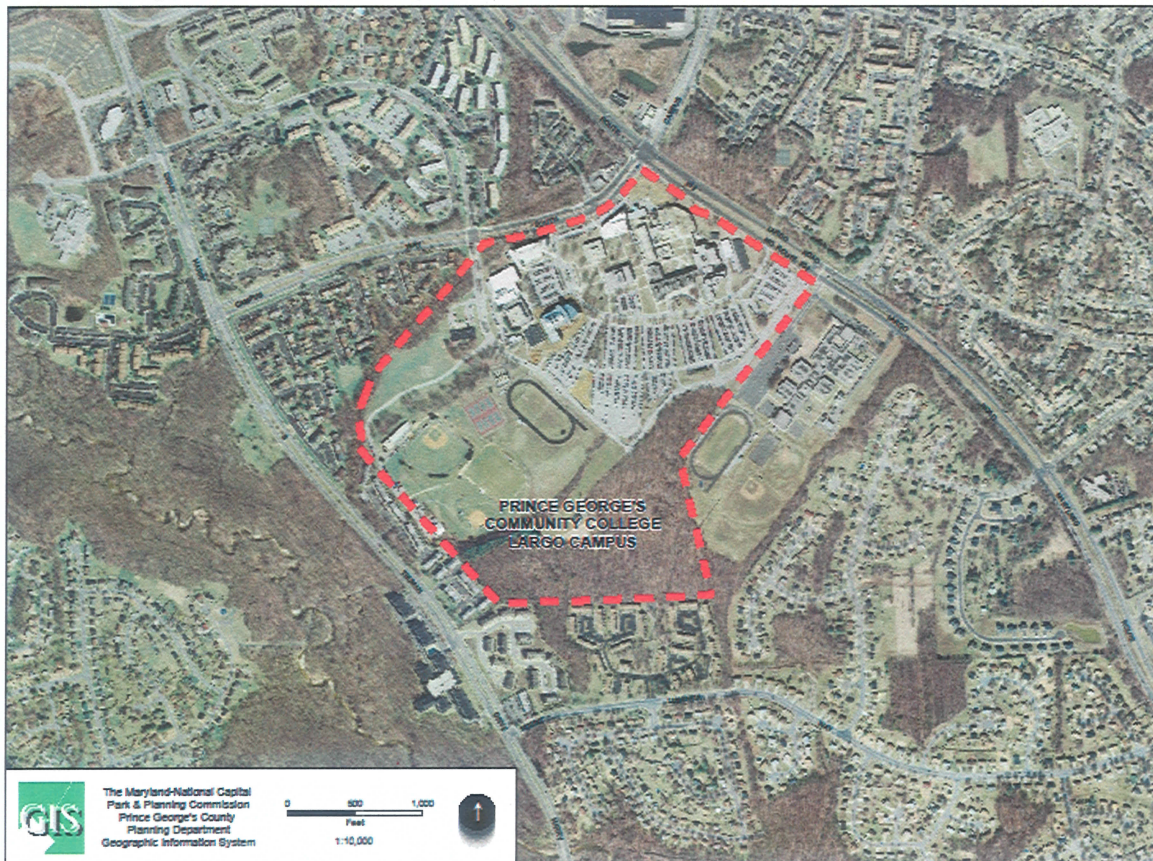 PRINCE GEORGE'S
COMMUNITY COLLEGE
LARGO CAMPUS
GIS
The Maryland-National Capital
Park & Planning Commission
Prince George's County
Planning Department
Geographic Information System
0 500 1,000
Feet
1:10,000